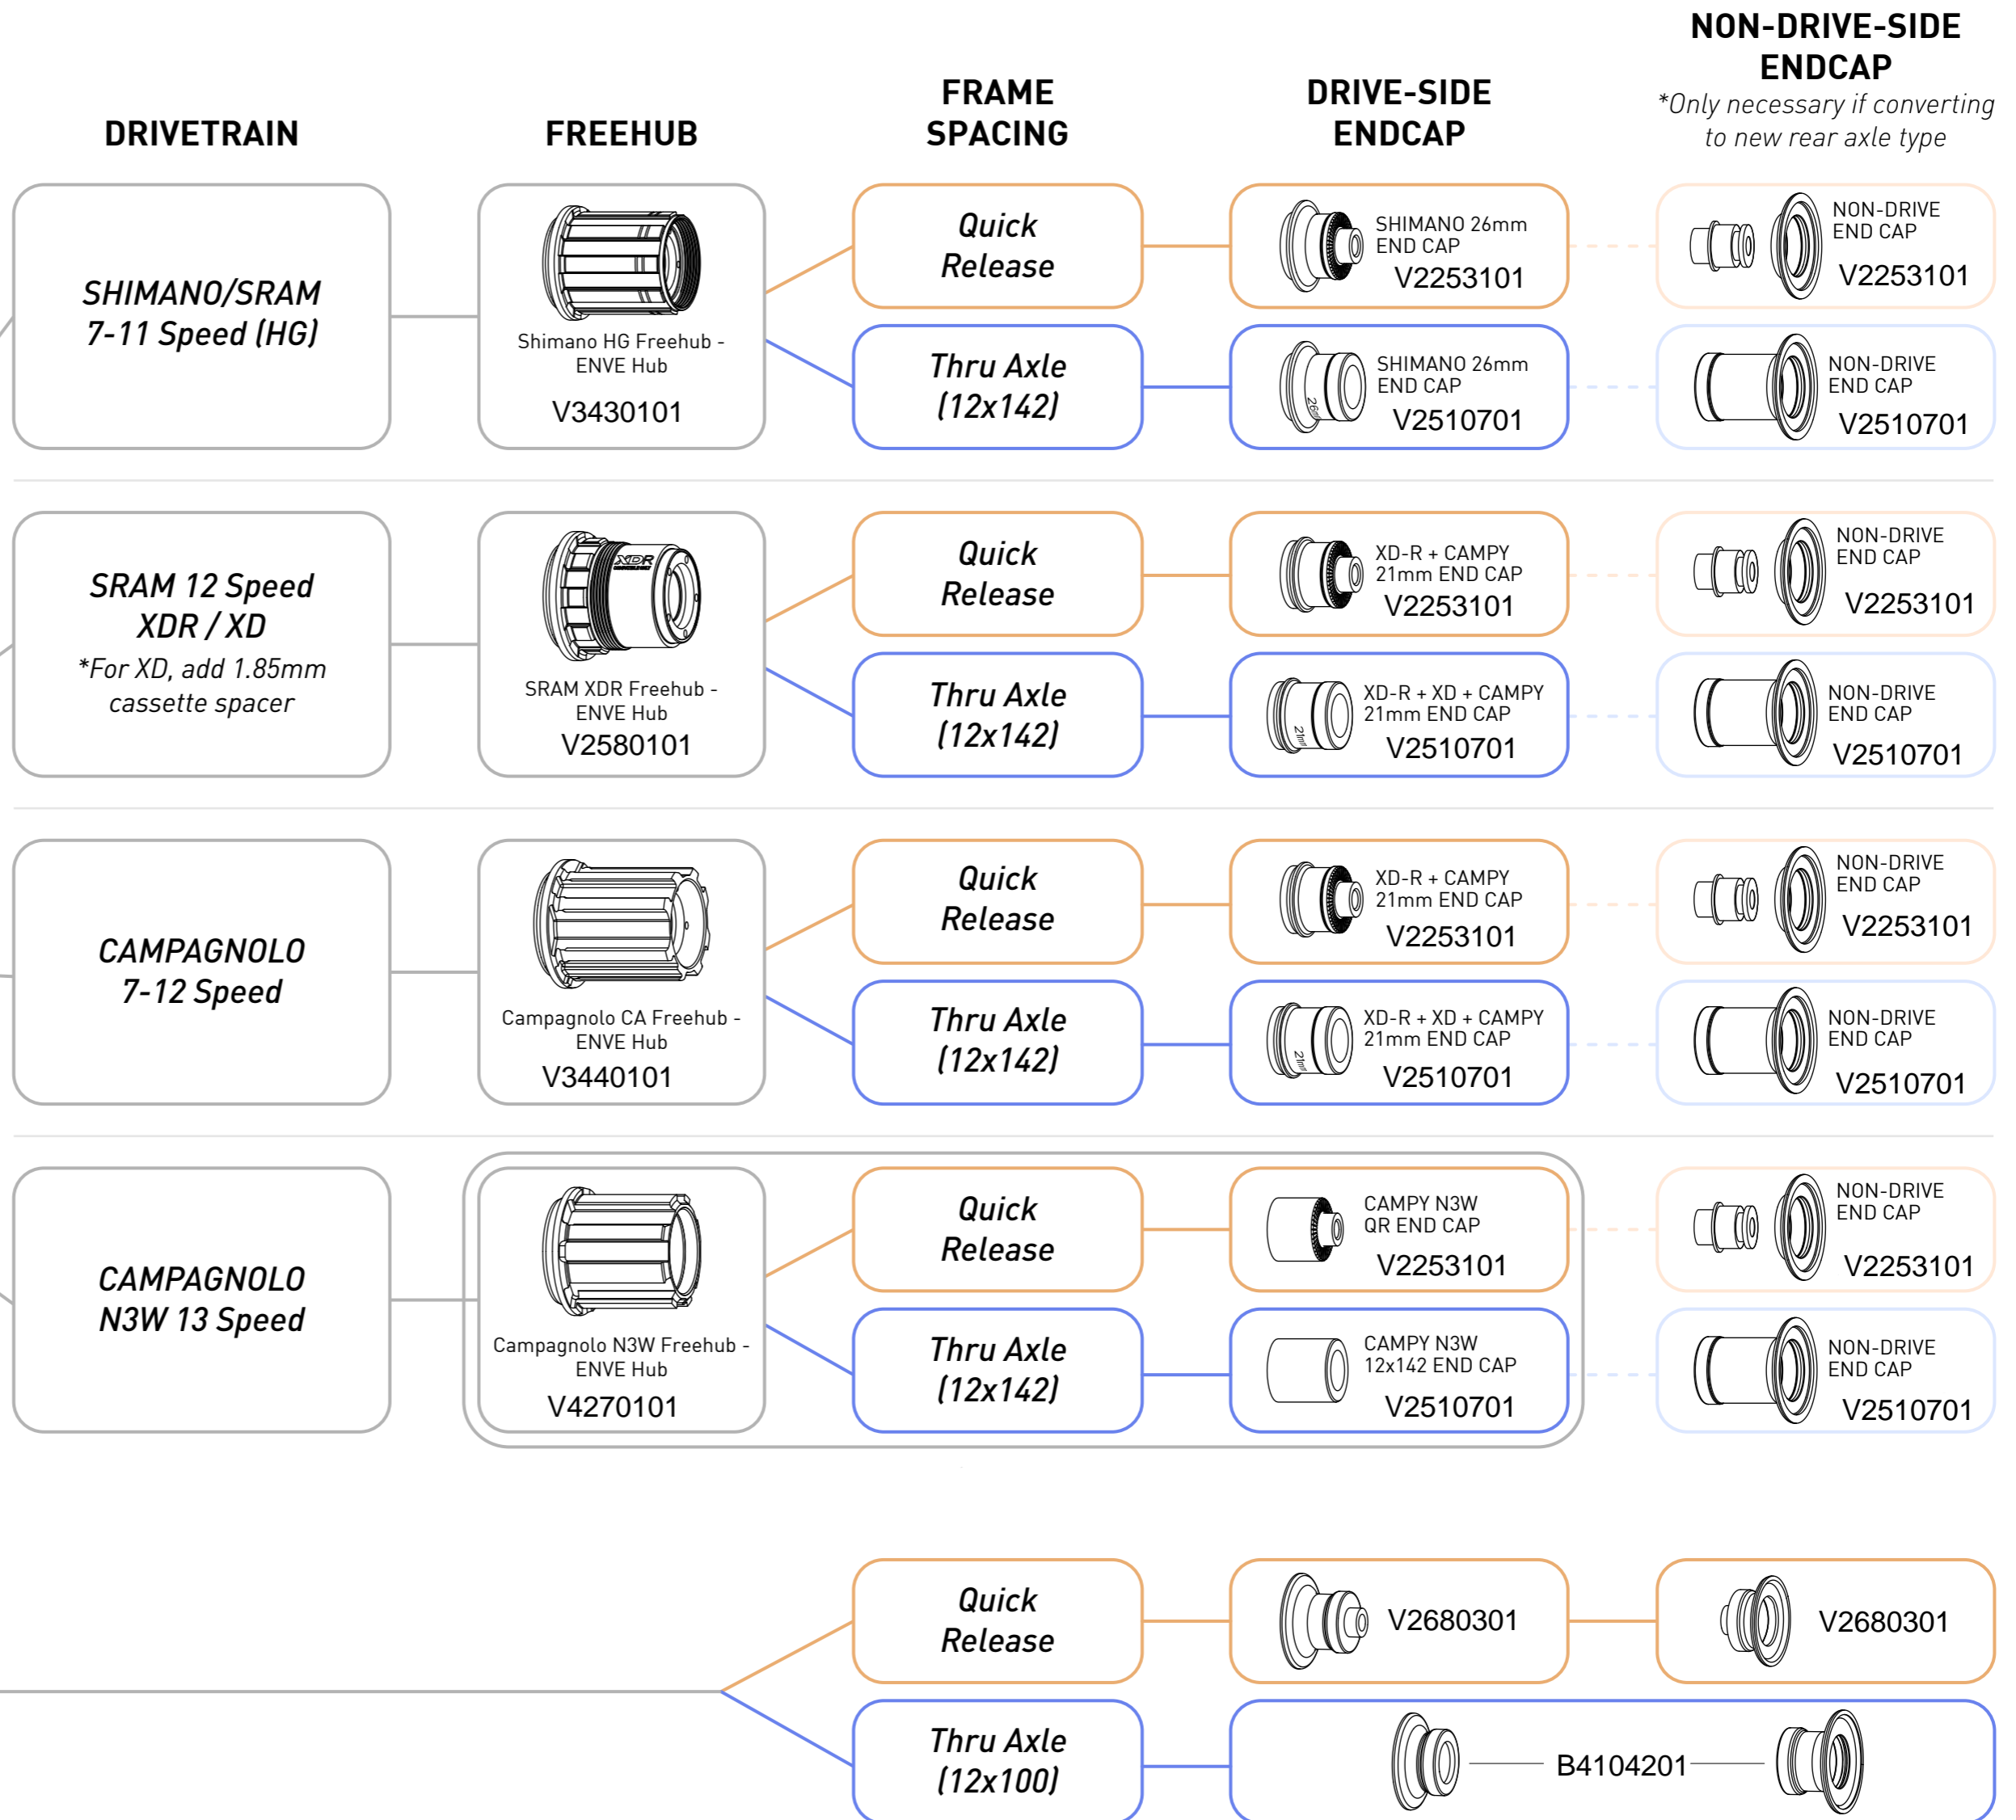 NON-DRIVE-SIDE
ENDCAP
*Only necessary if converting
to new rear axle type
DRIVETRAIN
FREEHUB
FRAME
SPACING
DRIVE-SIDE
ENDCAP
SHIMANO/SRAM
7-11 Speed (HG)
Shimano HG Freehub -
ENVE Hub
V3430101
Quick
Release
SHIMANO 26mm
END CAP
V2253101
NON-DRIVE
END CAP
V2253101
Thru Axle
(12x142)
SHIMANO 26mm
END CAP
V2510701
NON-DRIVE
END CAP
V2510701
SRAM 12 Speed
XDR / XD
*For XD, add 1.85mm
cassette spacer
XDR
SRAM XDR Freehub -
ENVE Hub
V2580101
Quick
Release
XD-R + CAMPY
21mm END CAP
V2253101
NON-DRIVE
END CAP
V2253101
Thru Axle
(12x142)
21mm
XD-R + XD + CAMPY
21mm END CAP
V2510701
NON-DRIVE
END CAP
V2510701
CAMPAGNOLO
7-12 Speed
Campagnolo CA Freehub -
ENVE Hub
V3440101
Quick
Release
XD-R + CAMPY
21mm END CAP
V2253101
NON-DRIVE
END CAP
V2253101
Thru Axle
(12x142)
21mm
XD-R + XD + CAMPY
21mm END CAP
V2510701
NON-DRIVE
END CAP
V2510701
CAMPAGNOLO
N3W 13 Speed
Campagnolo N3W Freehub -
ENVE Hub
V4270101
Quick
Release
CAMPY N3W
QR END CAP
V2253101
NON-DRIVE
END CAP
V2253101
Thru Axle
(12x142)
CAMPY N3W
12x142 END CAP
V2510701
NON-DRIVE
END CAP
V2510701
Quick
Release
V2680301
V2680301
Thru Axle
(12x100)
B4104201